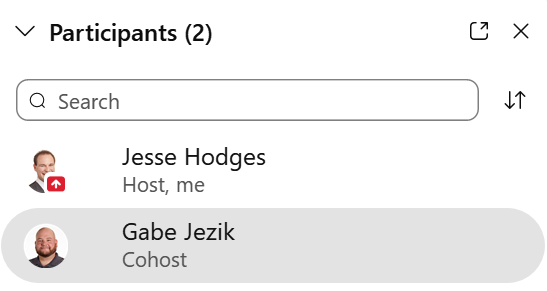 Participants (2)
Search
Jesse Hodges
Host, me
Gabe Jezik
Cohost